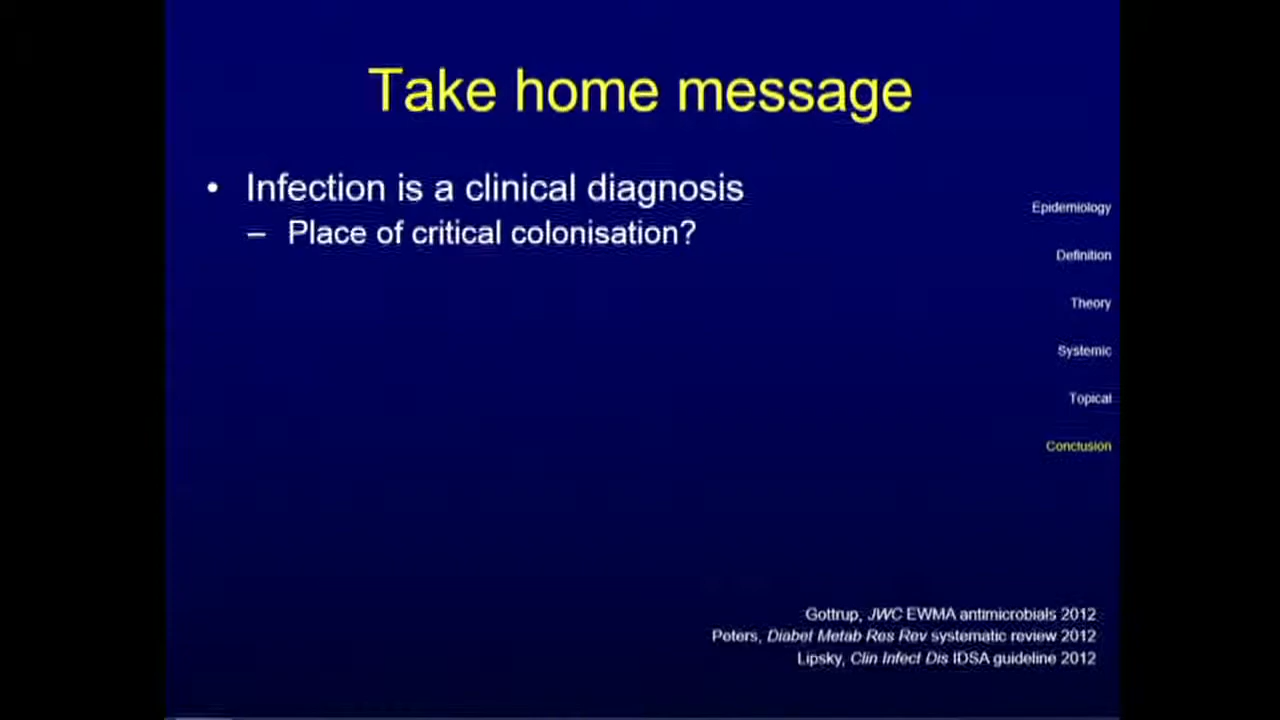 Take home message
• Infection is a clinical diagnosis
– Place of critical colonisation?
Epidemiology
Definition
Theory
Systemic
Topical
Conclusion
Gottrup, JWC EWMA antimicrobials 2012
Peters, Diabet Metab Res Rev systematic review 2012
Lipsky, Clin Infect Dis IDSA guideline 2012